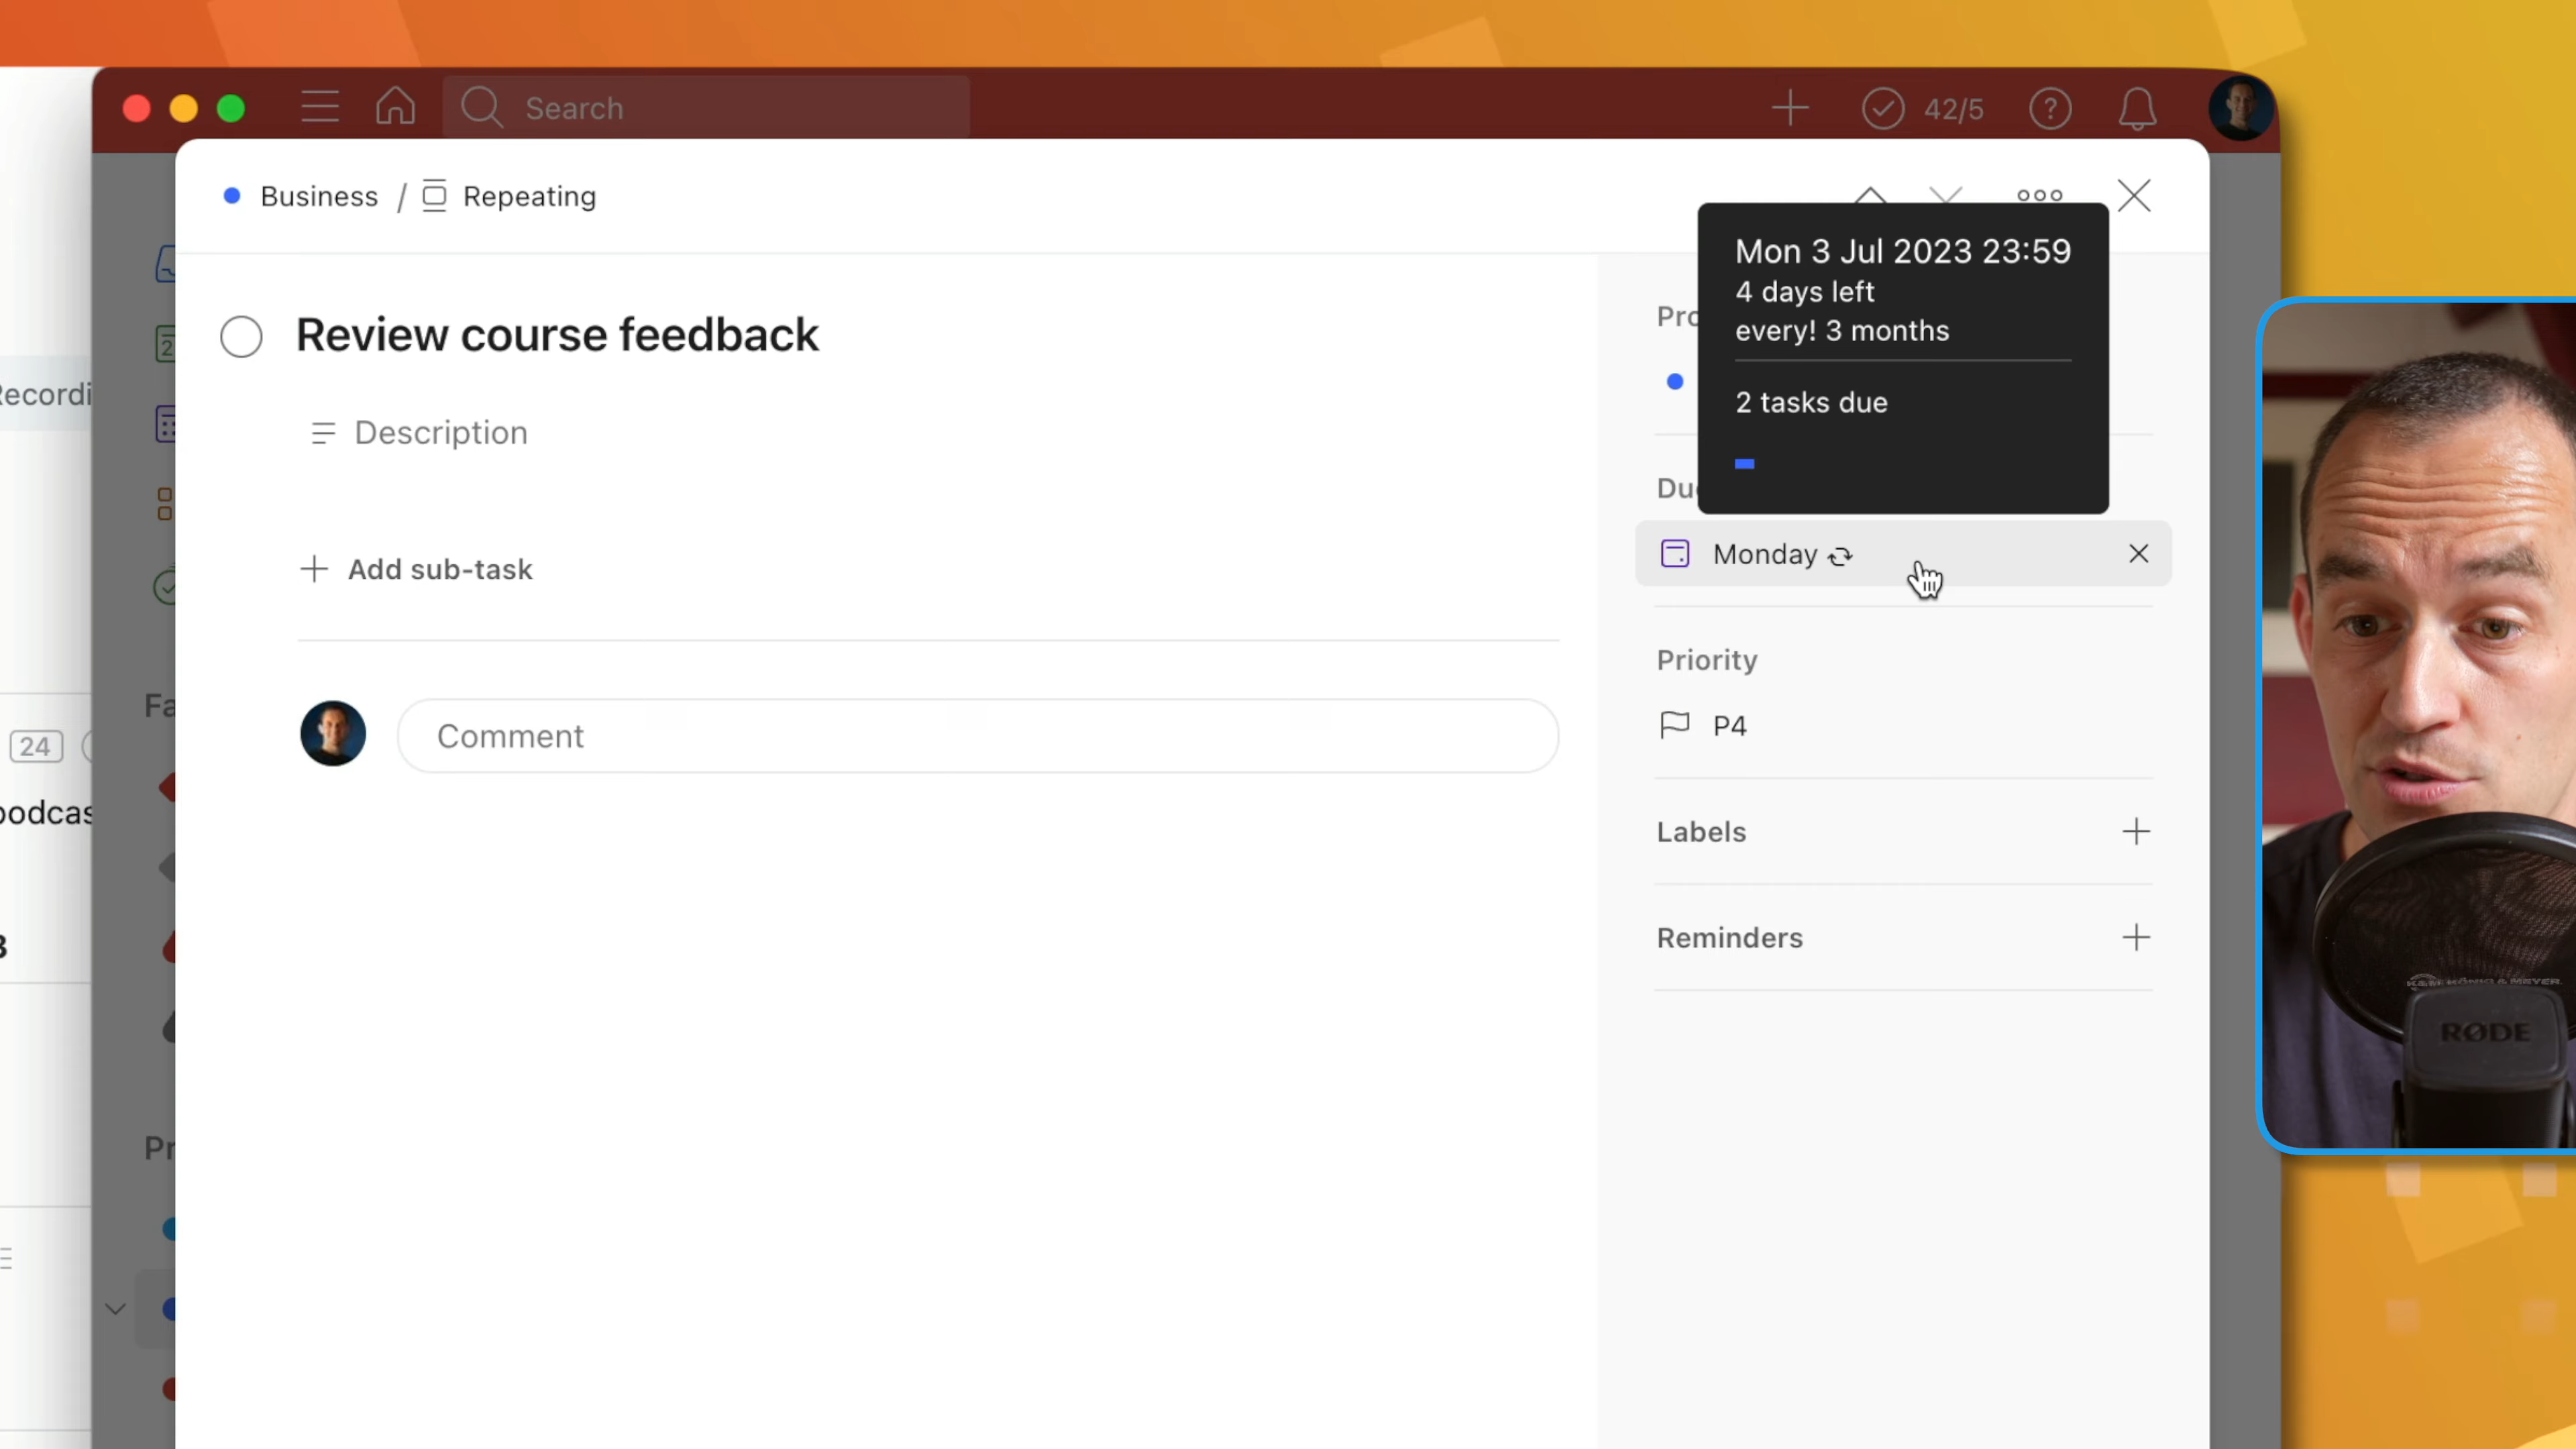 Search
42/5
Business / Repeating
Mon 3 Jul 2023 23:59
4 days left
every! 3 months
2 tasks due
Review course feedback
Description
Monday
Add sub-task
Priority
P4
Comment
Labels
Reminders
24
RØDE